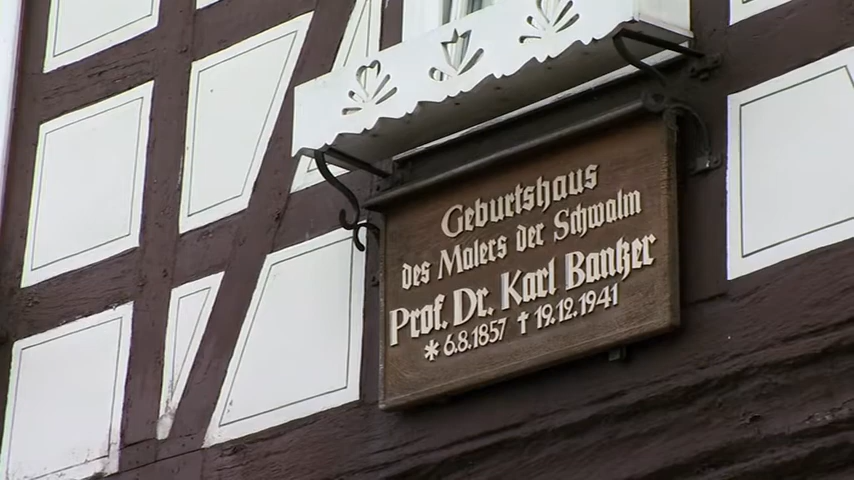 Geburtshaus
des Malers der Schwalm
Prof. Dr. Karl Bantzer
* 6.8.1857 ✝ 19.12.1941